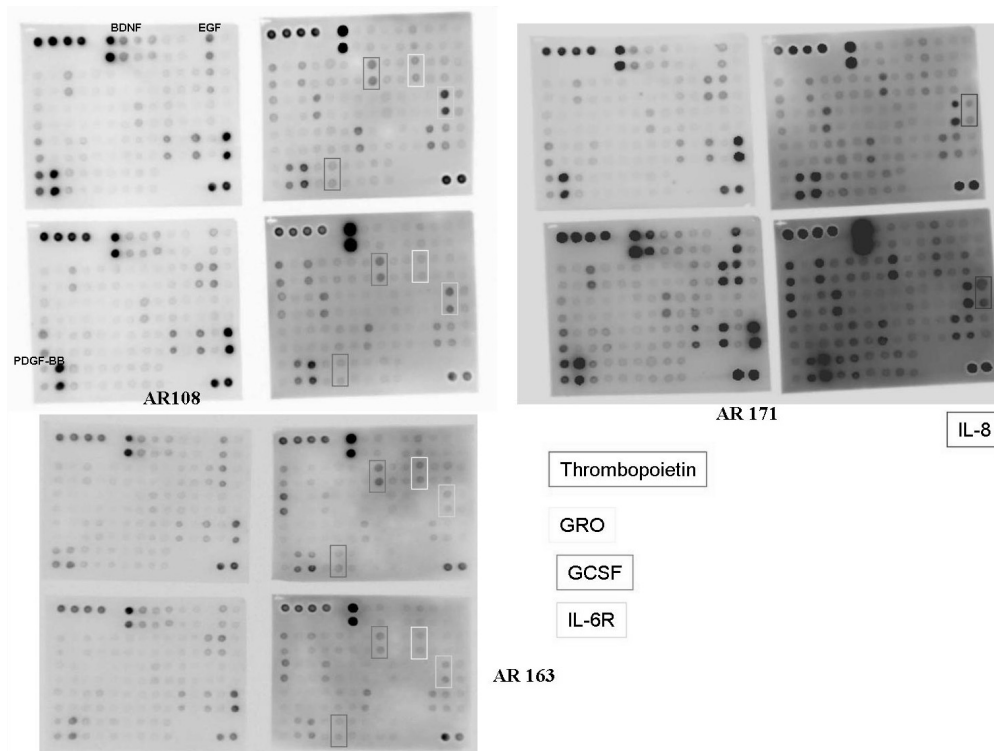 BDNF
EGF
PDGF-BB
AR108
AR 171
IL-8
Thrombopoietin
GRO
GCSF
IL-6R
AR 163